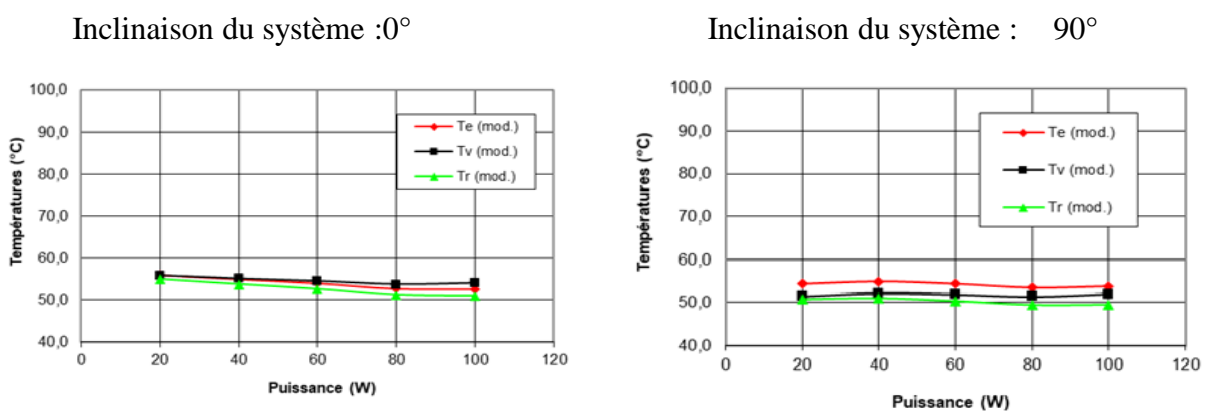 Inclinaison du système :0°
100,0
90,0
80,0
70,0
60,0
50,0
40,0
Températures (°C)
Te (mod.)
Tv (mod.)
Tr (mod.)
0 20 40 60 80 100 120
Puissance (W)
Inclinaison du système : 90°
100,0
90,0
80,0
70,0
60,0
50,0
40,0
Températures (°C)
Te (mod.)
Tv (mod.)
Tr (mod.)
0 20 40 60 80 100 120
Puissance (W)